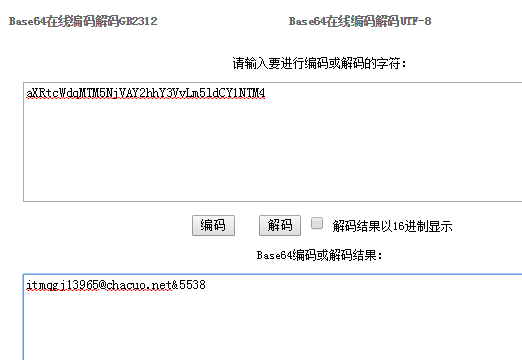 Base64在线编码解码GB2312 Base64在线编码解码UTF-8
请输入要进行编码或解码的字符:
aXRtcWdqMTM5NjVAY2hhY3VvLm5ldCY1NTM4
编码 解码 解码结果以16进制显示
Base64编码或解码结果:
itmqgj13965@chacuo.net&5538